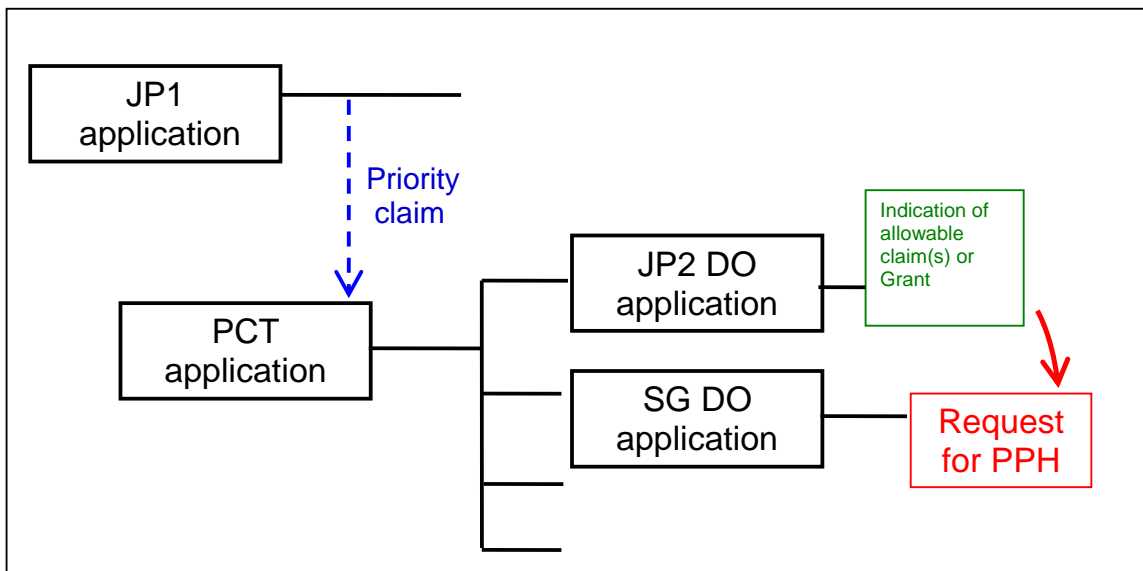 JP1
application
Priority
claim
PCT
application
JP2 DO
application
Indication of
allowable
claim(s) or
Grant
SG DO
application
Request
for PPH